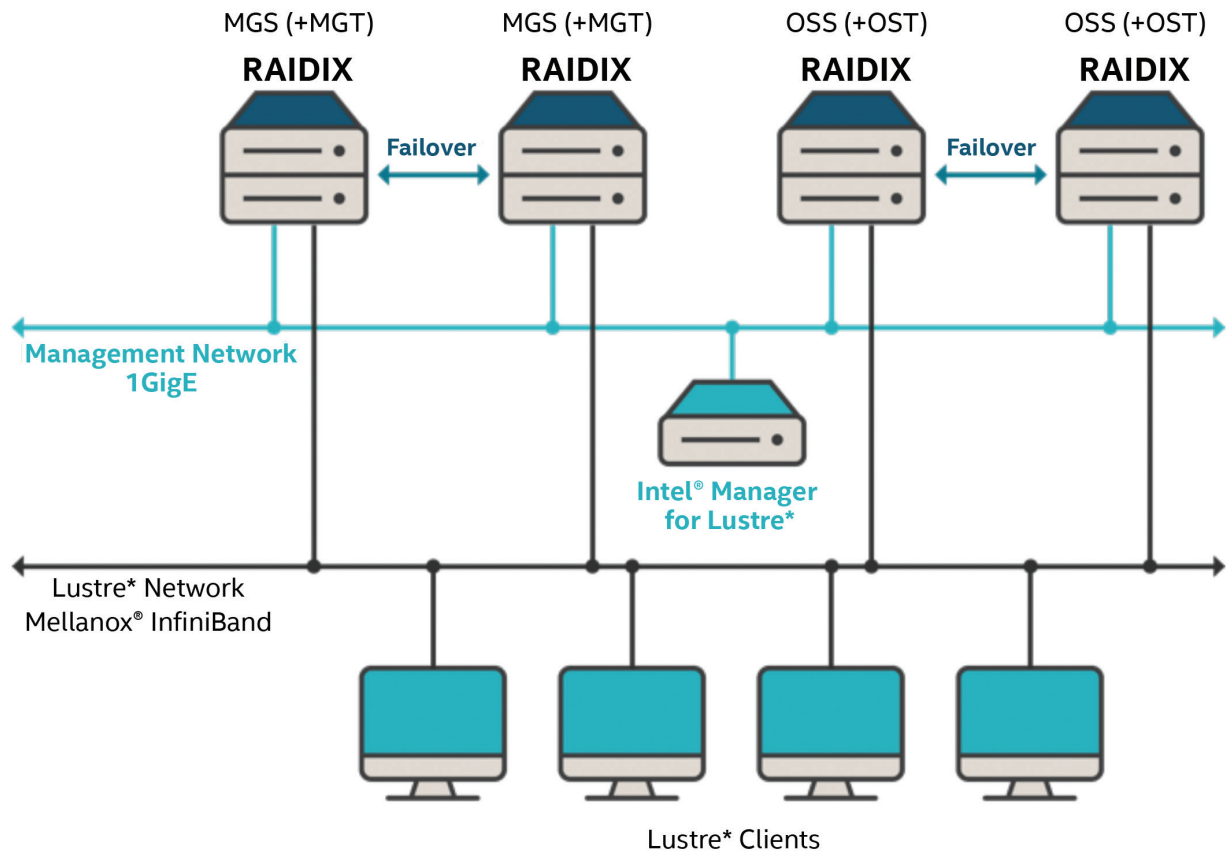 MGS (+MGT)
MGS (+MGT)
OSS (+OST)
OSS (+OST)
RAIDIX
RAIDIX
RAIDIX
RAIDIX
Failover
Failover
Management Network
1GigE
Intel® Manager
for Lustre*
Lustre* Network
Mellanox® InfiniBand
Lustre* Clients